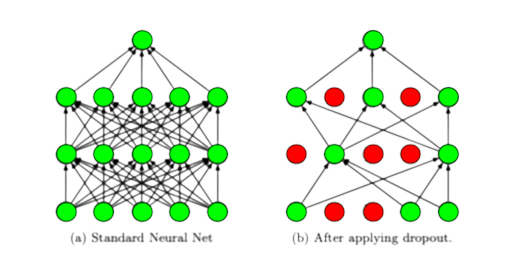 (a) Standard Neural Net
(b) After applying dropout.